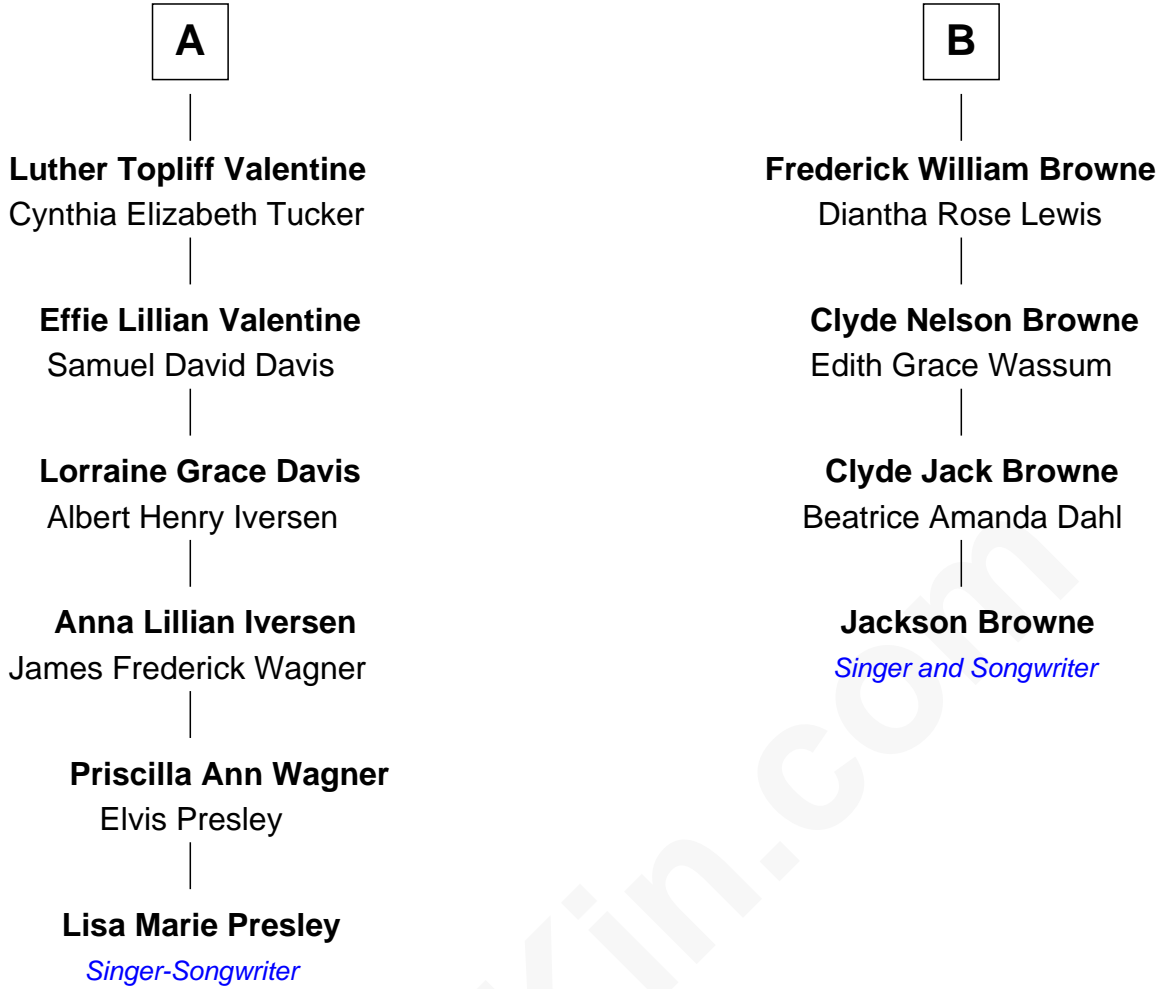 A
Luther Topliff Valentine
Cynthia Elizabeth Tucker
Effie Lillian Valentine
Samuel David Davis
Lorraine Grace Davis
Albert Henry Iversen
Anna Lillian Iversen
James Frederick Wagner
Priscilla Ann Wagner
Elvis Presley
Lisa Marie Presley
Singer-Songwriter
B
Frederick William Browne
Diantha Rose Lewis
Clyde Nelson Browne
Edith Grace Wassum
Clyde Jack Browne
Beatrice Amanda Dahl
Jackson Browne
Singer and Songwriter
Kin.com